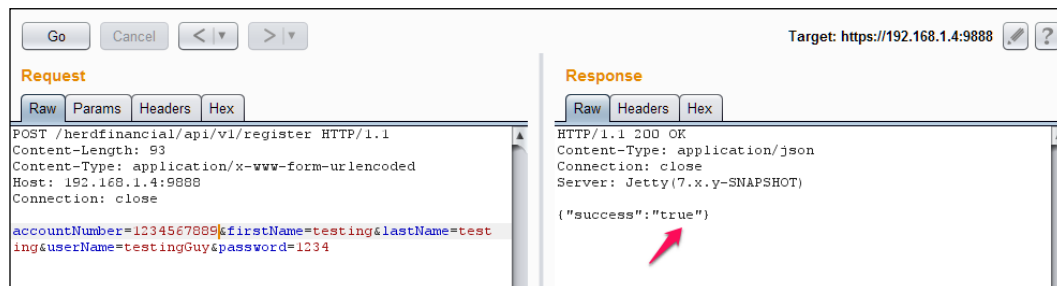 Go Cancel < > Target: https://192.168.1.4:9888 ?
Request
Raw Params Headers Hex
POST /herdfinancial/api/v1/register HTTP/1.1
Content-Length: 93
Content-Type: application/x-www-form-urlencoded
Host: 192.168.1.4:9888
Connection: close
accountNumber=1234567889&firstName=testing&lastName=test
ing&userName=testingGuy&password=1234
Response
Raw Headers Hex
HTTP/1.1 200 OK
Content-Type: application/json
Connection: close
Server: Jetty(7.x.y-SNAPSHOT)
{"success":"true"}